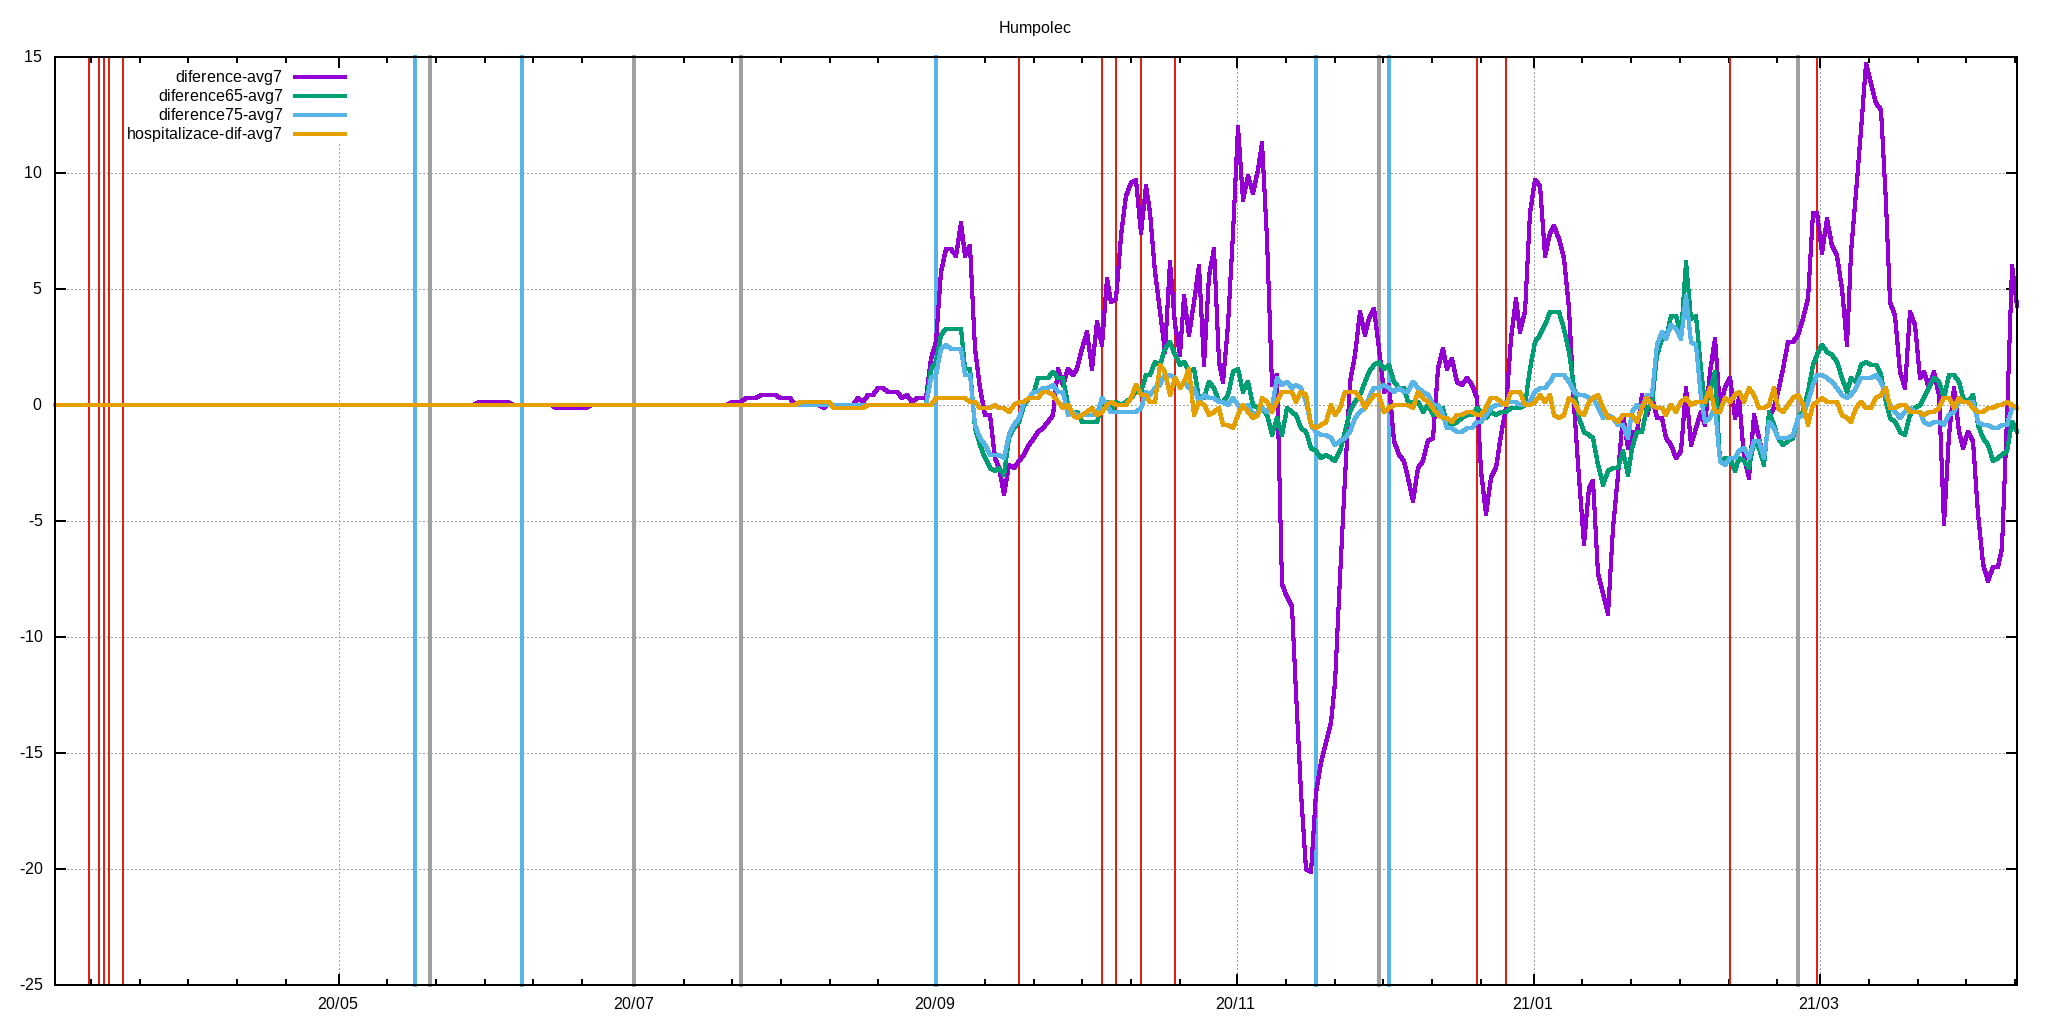 Humpolec
15
diference-avg7
diference65-avg7
diference75-avg7
hospitalizace-dif-avg7
10
5
0
-5
-10
-15
-20
-25
20/05 20/07 20/09 20/11 21/01 21/03